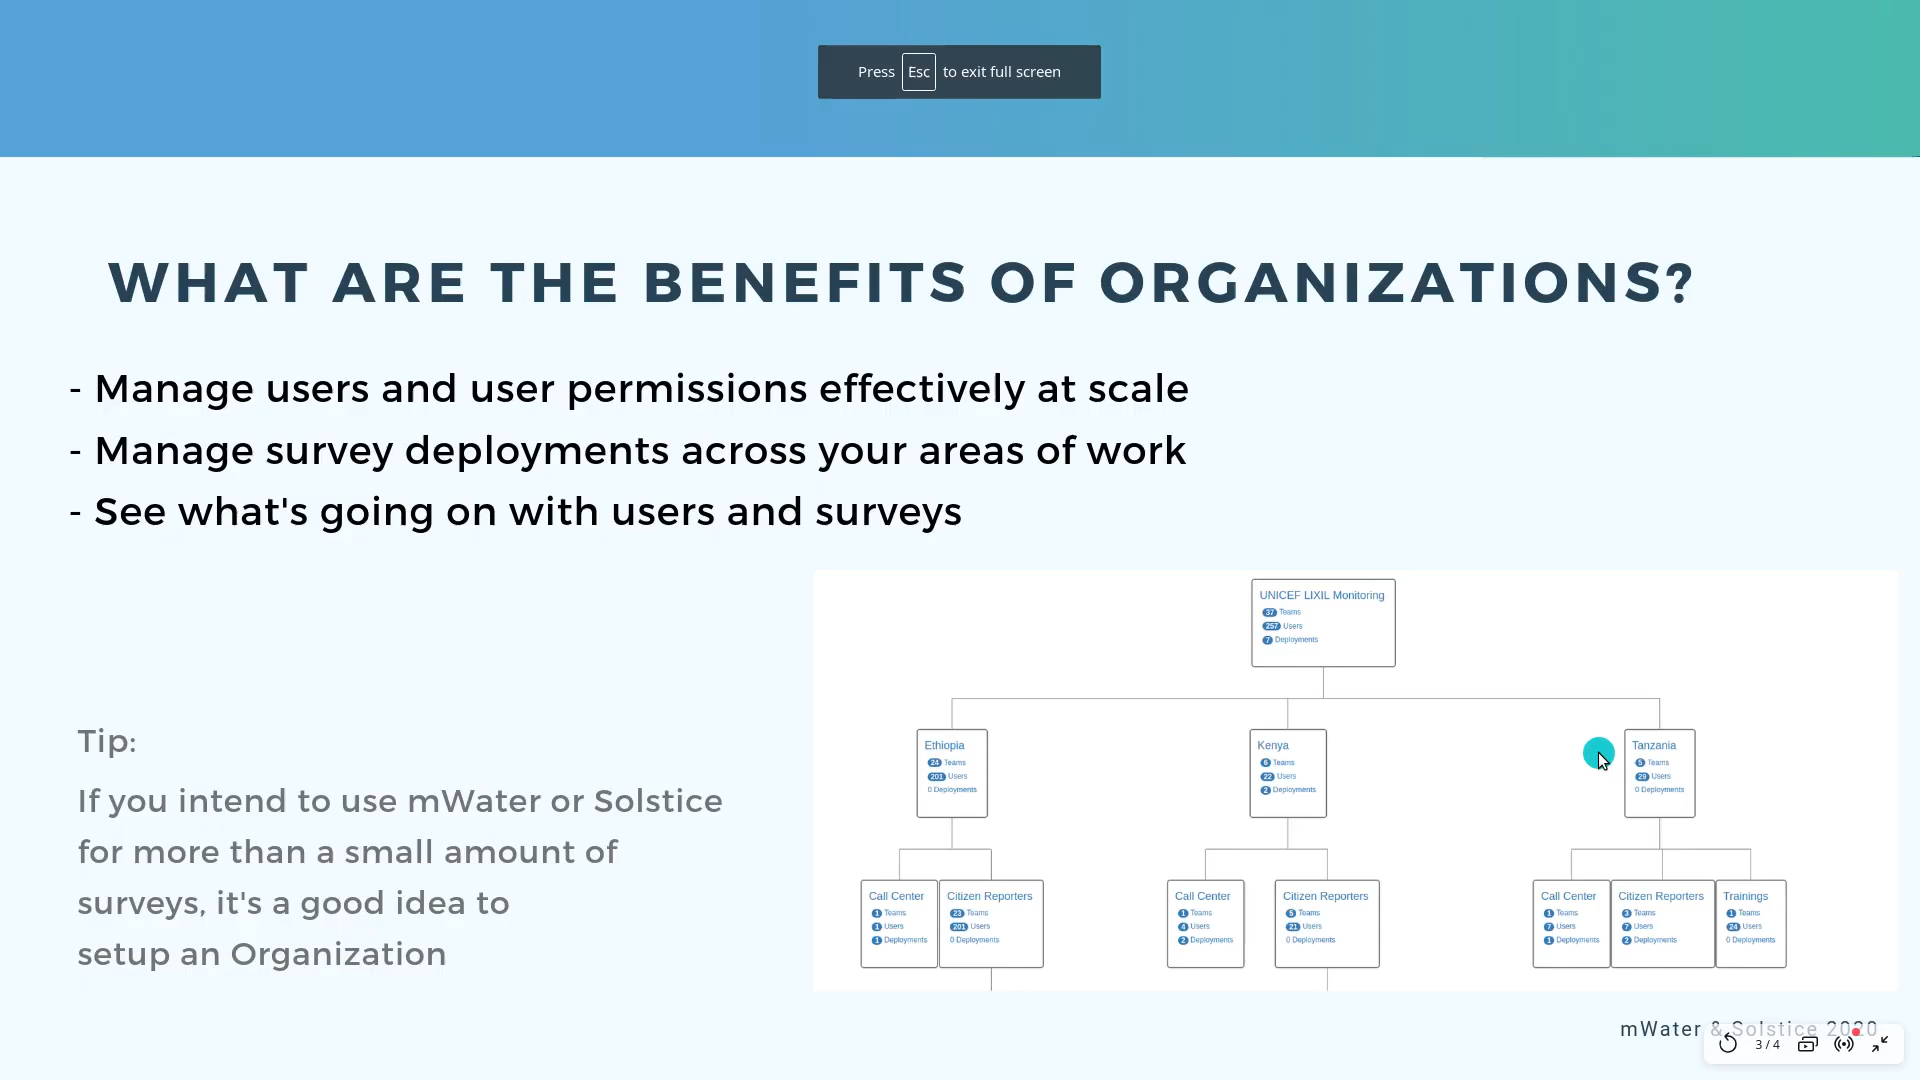 Press Esc to exit full screen
WHAT ARE THE BENEFITS OF ORGANIZATIONS?
- Manage users and user permissions effectively at scale
- Manage survey deployments across your areas of work
- See what's going on with users and surveys
Tip:
If you intend to use mWater or Solstice
for more than a small amount of
surveys, it's a good idea to
setup an Organization
UNICEF LIXIL Monitoring
37 Teams
257 Users
7 Deployments
Ethiopia
24 Teams
201 Users
0 Deployments
Kenya
6 Teams
22 Users
2 Deployments
Tanzania
5 Teams
29 Users
0 Deployments
Call Center
1 Teams
1 Users
1 Deployments
Citizen Reporters
23 Teams
201 Users
0 Deployments
Call Center
1 Teams
4 Users
2 Deployments
Citizen Reporters
5 Teams
21 Users
0 Deployments
Call Center
1 Teams
7 Users
1 Deployments
Citizen Reporters
3 Teams
7 Users
2 Deployments
Trainings
1 Teams
24 Users
0 Deployments
mWater & Solstice 2020
3 / 4